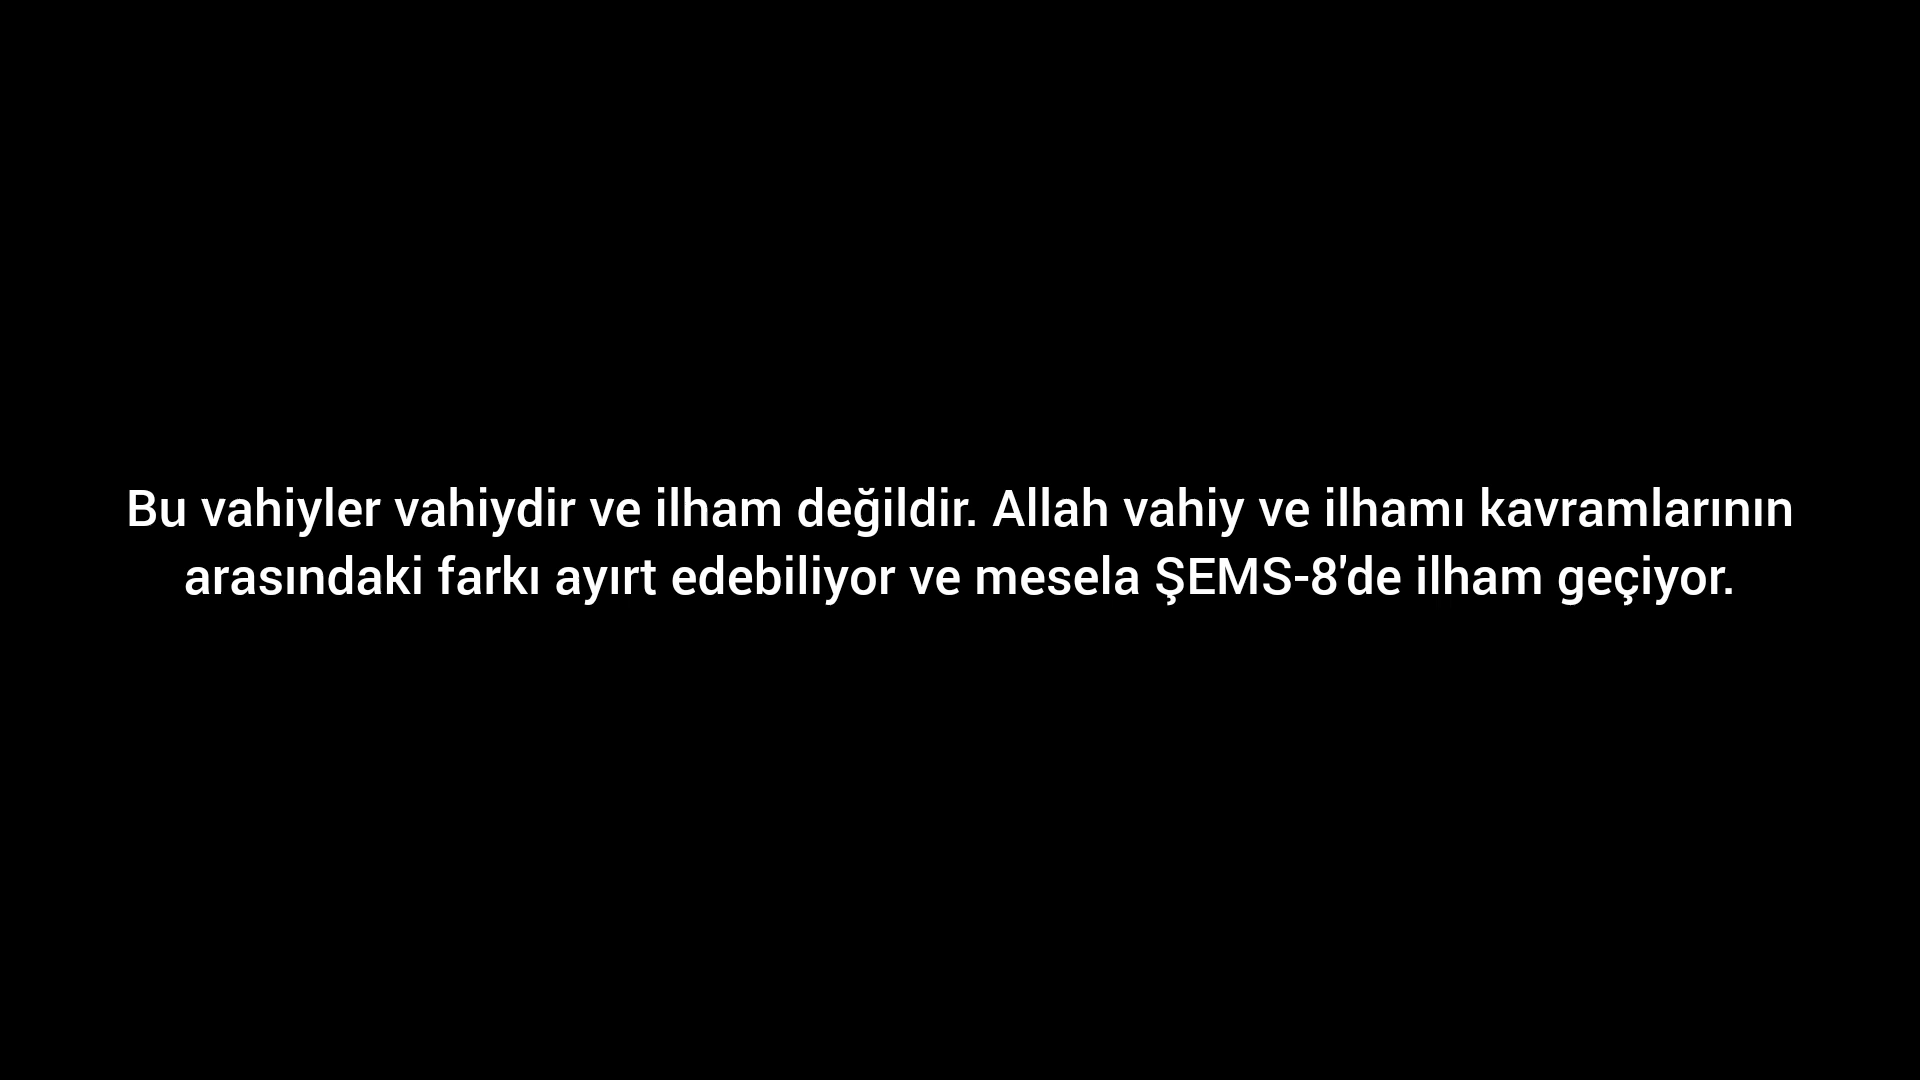 Bu vahiyler vahiydir ve ilham değildir. Allah vahiy ve ilhamı kavramlarının
arasındaki farkı ayırt edebiliyor ve mesela ŞEMS-8'de ilham geçiyor.